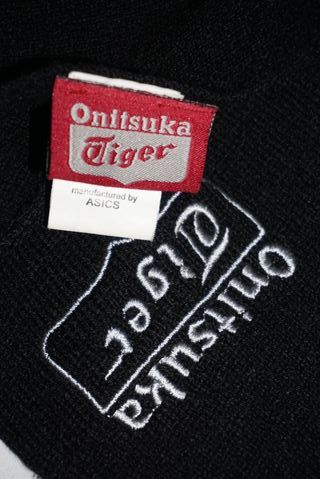 Onitsuka
Tiger
manufactured by
ASICS
Onitsuka
Tiger